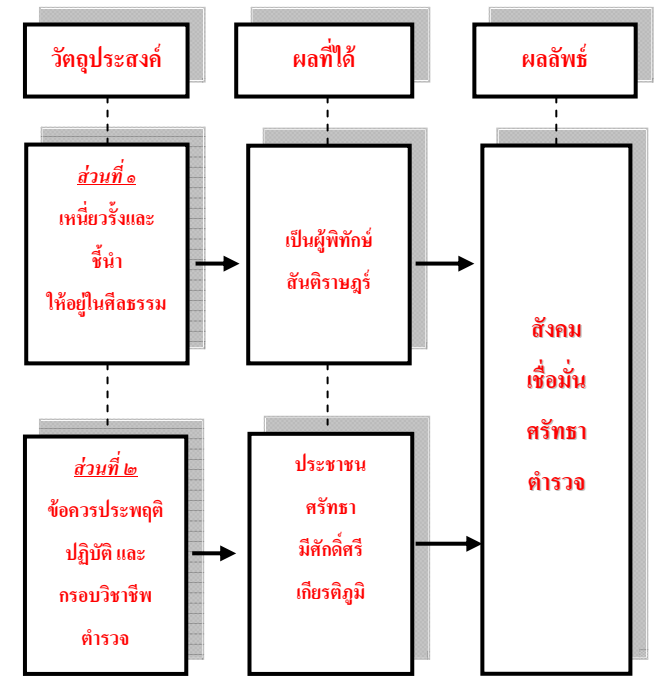 วัตถุประสงค์
ผลที่ได้
ผลลัพธ์
ส่วนที่ ๑
เหนี่ยวรั้งและ
ชี้นำ
ให้อยู่ในศีลธรรม
เป็นผู้พิทักษ์
สันติราษฎร์
สังคม
เชื่อมั่น
ศรัทธา
ตำรวจ
ส่วนที่ ๒
ข้อควรประพฤติ
ปฏิบัติ และ
กรอบวิชาชีพ
ตำรวจ
ประชาชน
ศรัทธา
มีศักดิ์ศรี
เกียรติภูมิ